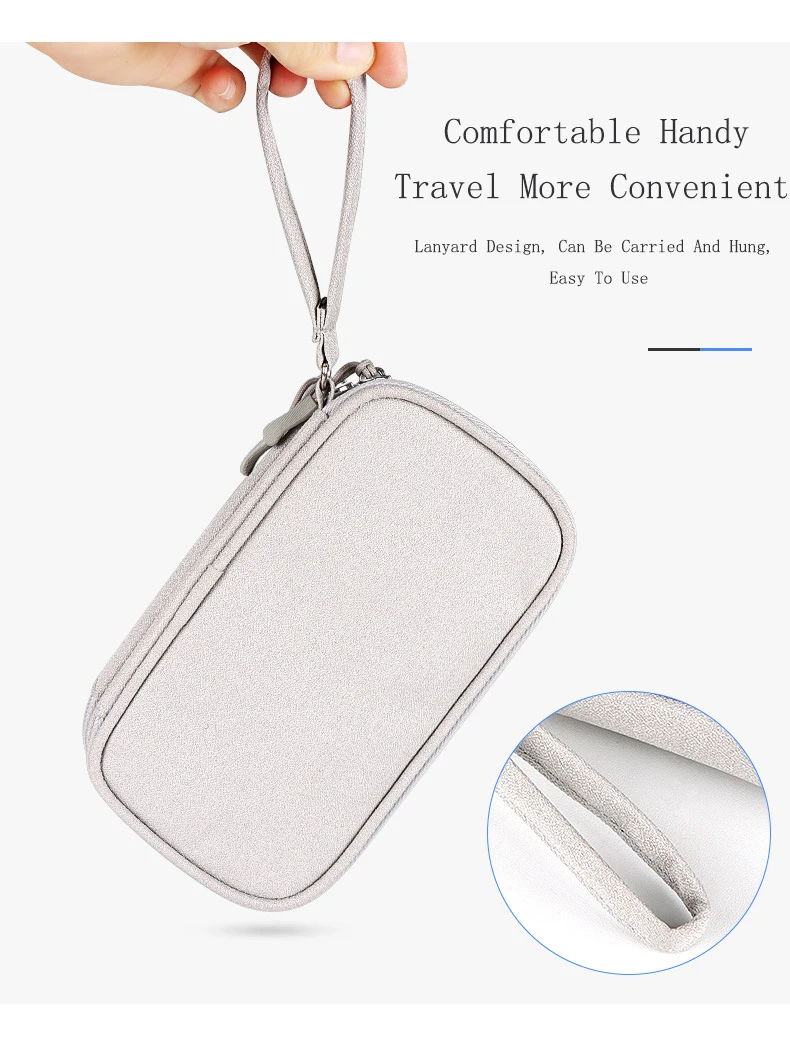 Comfortable Handy
Travel More Convenient
Lanyard Design, Can Be Carried And Hung,
Easy To Use